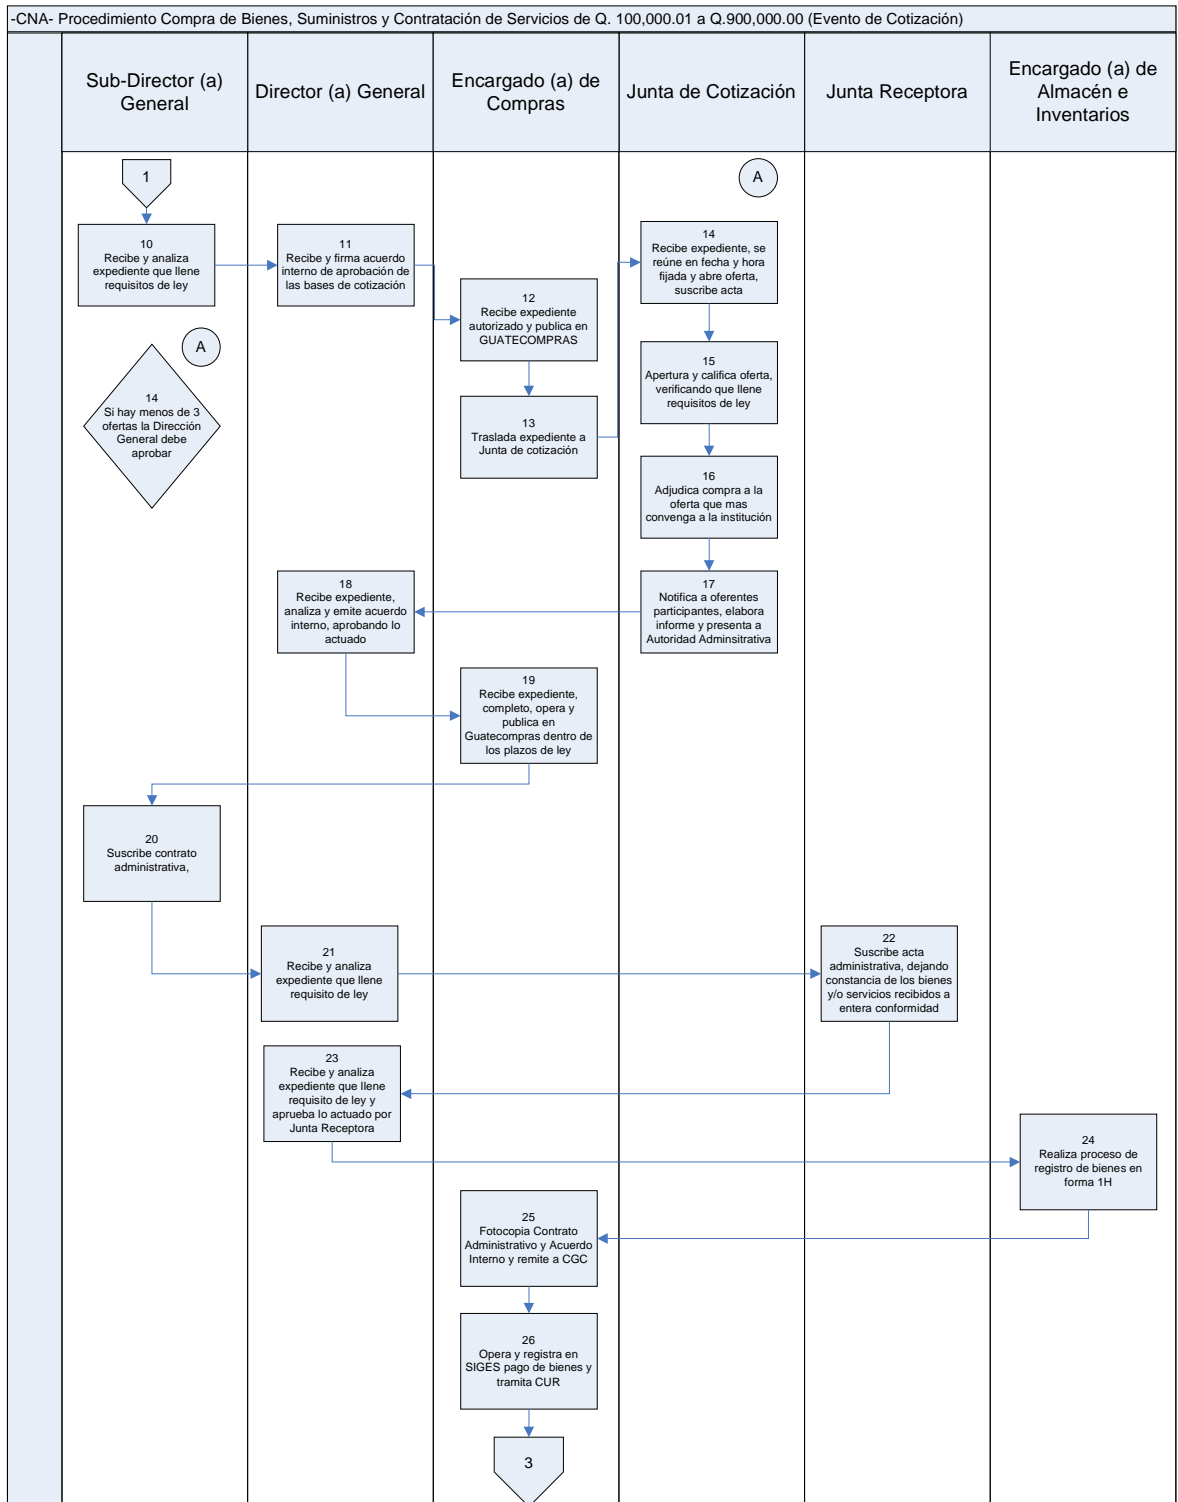 -CNA- Procedimiento Compra de Bienes, Suministros y Contratación de Servicios de Q. 100,000.01 a Q.900,000.00 (Evento de Cotización)
Sub-Director (a)
General
Director (a) General
Encargado (a) de
Compras
Junta de Cotización
Junta Receptora
Encargado (a) de
Almacén e
Inventarios
1
A
10
Recibe y analiza
expediente que llene
requisitos de ley
11
Recibe y firma acuerdo
interno de aprobación de
las bases de cotización
12
Recibe expediente
autorizado y publica en
GUATECOMPRAS
13
Traslada expediente a
Junta de cotización
14
Recibe expediente, se
reúne en fecha y hora
fijada y abre oferta,
suscribe acta
A
14
Si hay menos de 3
ofertas la Dirección
General debe
aprobar
15
Apertura y califica oferta,
verificando que llene
requisitos de ley
16
Adjudica compra a la
oferta que mas
convenga a la institución
17
Notifica a oferentes
participantes, elabora
informe y presenta a
Autoridad Adminsitrativa
18
Recibe expediente,
analiza y emite acuerdo
interno, aprobando lo
actuado
19
Recibe expediente,
completo, opera y
publica en
Guatecompras dentro de
los plazos de ley
20
Suscribe contrato
administrativa,
21
Recibe y analiza
expediente que llene
requisito de ley
22
Suscribe acta
administrativa, dejando
constancia de los bienes
y/o servicios recibidos a
entera conformidad
23
Recibe y analiza
expediente que llene
requisito de ley y
aprueba lo actuado por
Junta Receptora
24
Realiza proceso de
registro de bienes en
forma 1H
25
Fotocopia Contrato
Administrativo y Acuerdo
Interno y remite a CGC
26
Opera y registra en
SIGES pago de bienes y
tramita CUR
3